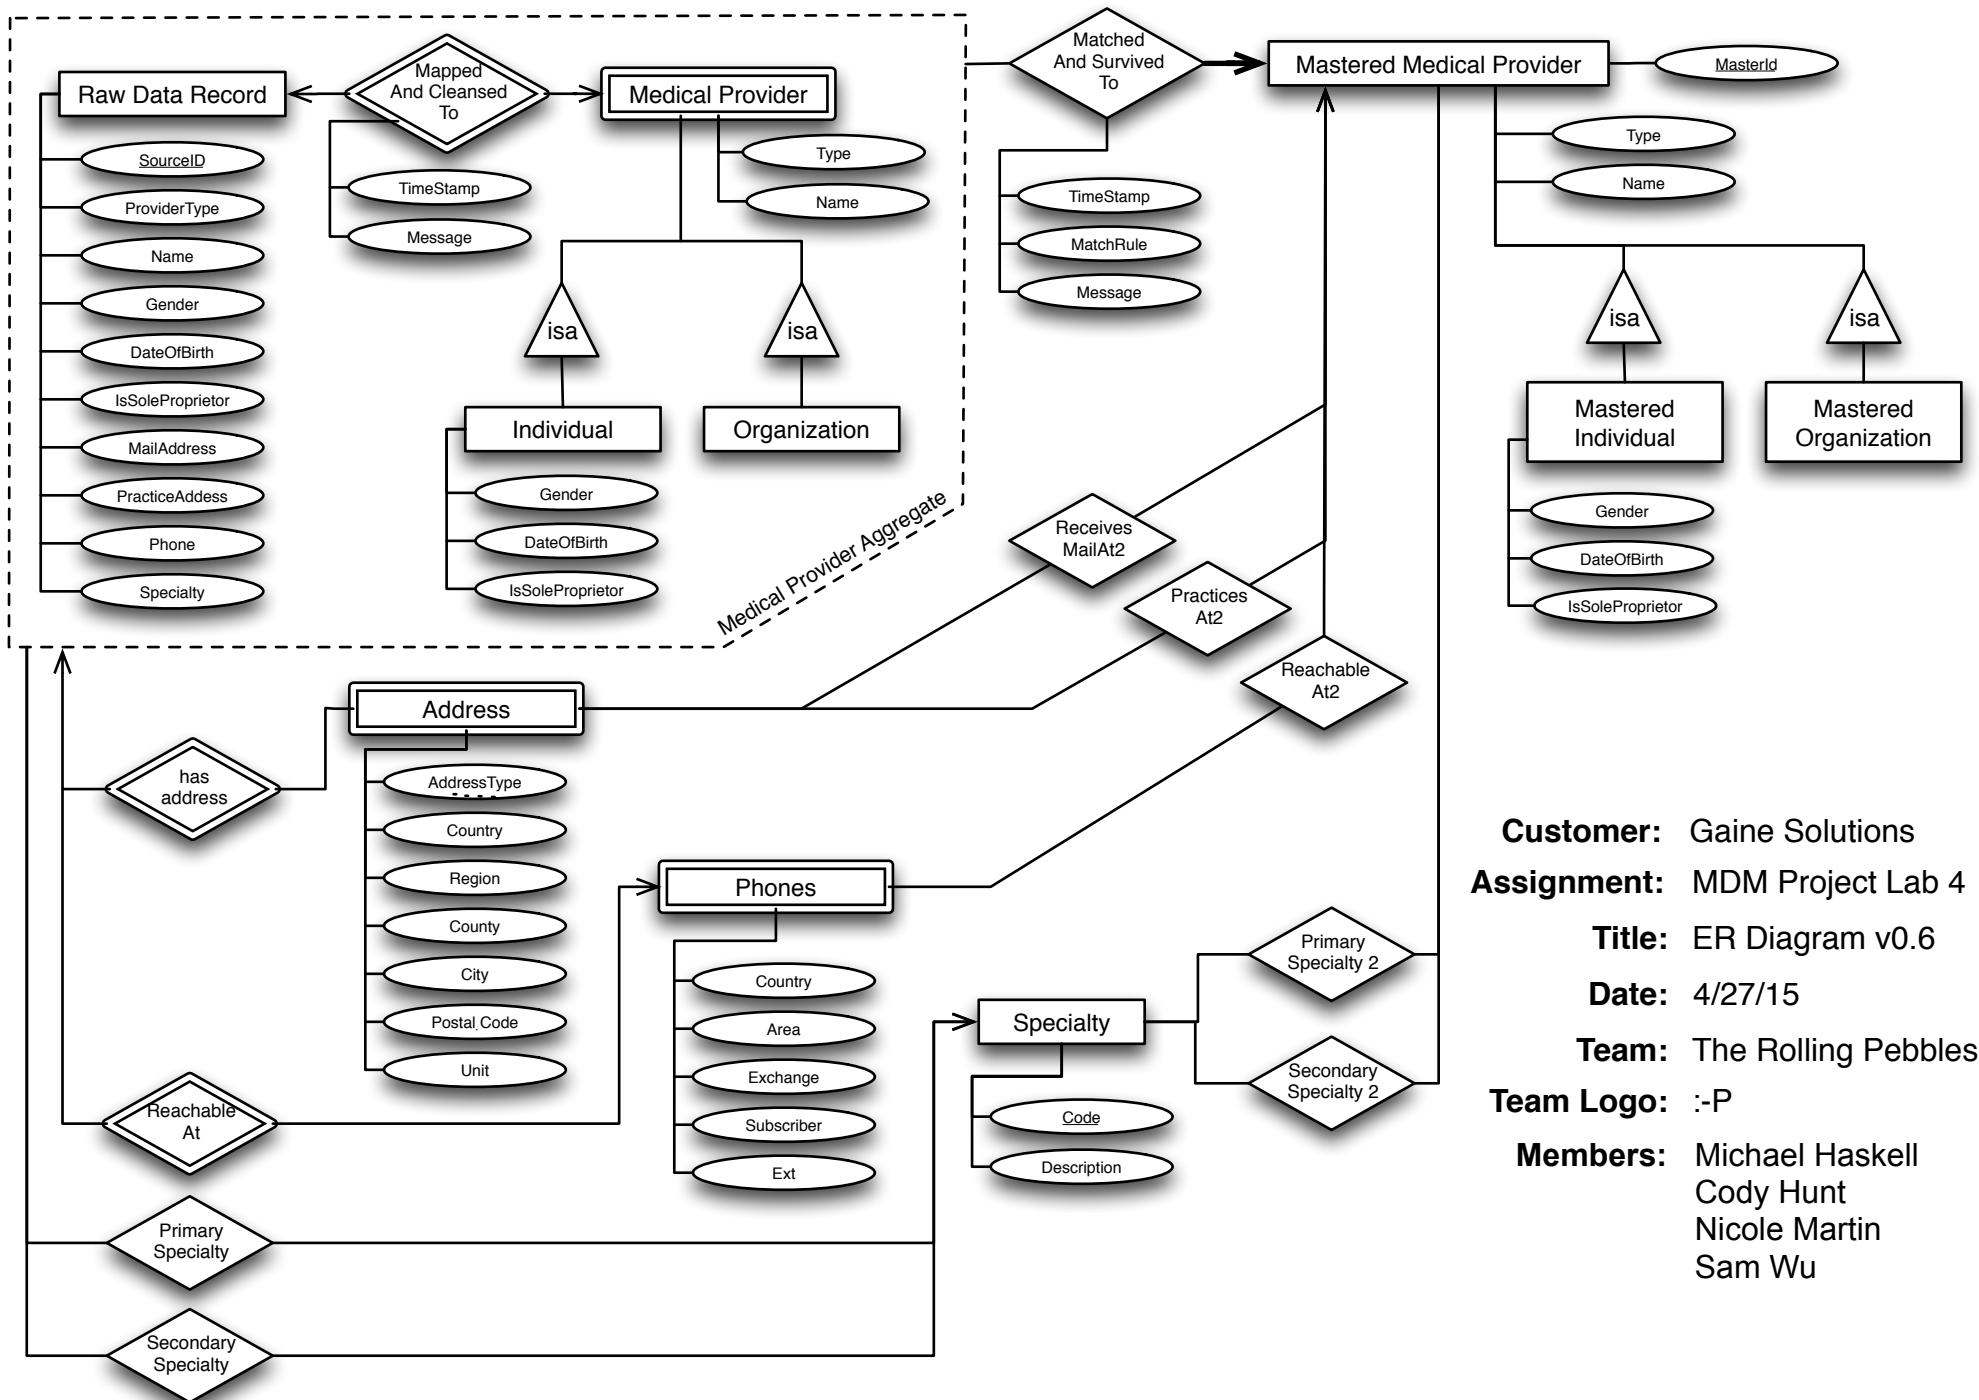 Raw Data Record
SourceID
ProviderType
Name
Gender
DateOfBirth
IsSoleProprietor
MailAddress
PracticeAddess
Phone
Specialty
Mapped
And Cleansed
To
TimeStamp
Message
Medical Provider
Type
Name
isa
isa
Individual
Organization
Gender
DateOfBirth
IsSoleProprietor
Medical Provider Aggregate
Matched
And Survived
To
TimeStamp
MatchRule
Message
Mastered Medical Provider
MasterId
Type
Name
isa
isa
Mastered
Individual
Mastered
Organization
Gender
DateOfBirth
IsSoleProprietor
Receives
MailAt2
Practices
At2
Reachable
At2
has
address
Address
AddressType
Country
Region
County
City
Postal Code
Unit
Reachable
At
Phones
Country
Area
Exchange
Subscriber
Ext
Primary
Specialty
Secondary
Specialty
Specialty
Code
Description
Primary
Specialty 2
Secondary
Specialty 2
Customer: Gaine Solutions
Assignment: MDM Project Lab 4
Title: ER Diagram v0.6
Date: 4/27/15
Team: The Rolling Pebbles
Team Logo: :-P
Members: Michael Haskell
Cody Hunt
Nicole Martin
Sam Wu